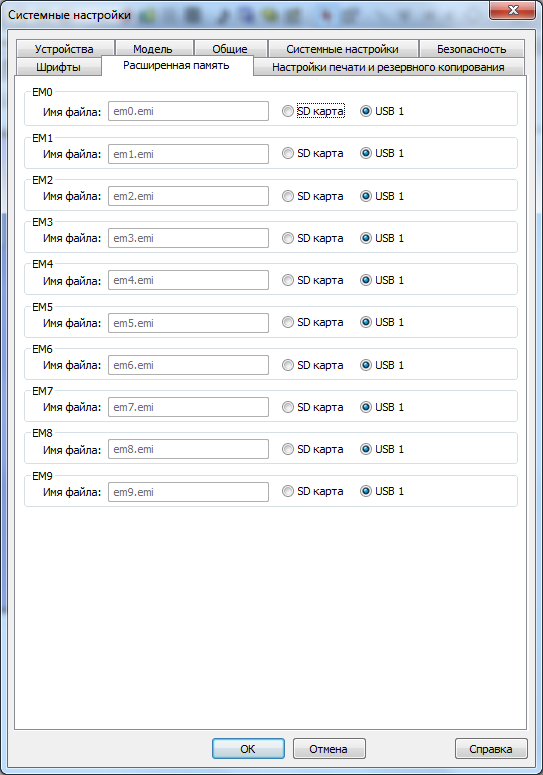 Системные настройки
Устройства Модель Общие Системные настройки Безопасность
Шрифты Расширенная память Настройки печати и резервного копирования
EM0
Имя файла: em0.emi SD карта USB 1
EM1
Имя файла: em1.emi SD карта USB 1
EM2
Имя файла: em2.emi SD карта USB 1
EM3
Имя файла: em3.emi SD карта USB 1
EM4
Имя файла: em4.emi SD карта USB 1
EM5
Имя файла: em5.emi SD карта USB 1
EM6
Имя файла: em6.emi SD карта USB 1
EM7
Имя файла: em7.emi SD карта USB 1
EM8
Имя файла: em8.emi SD карта USB 1
EM9
Имя файла: em9.emi SD карта USB 1
OK Отмена Справка